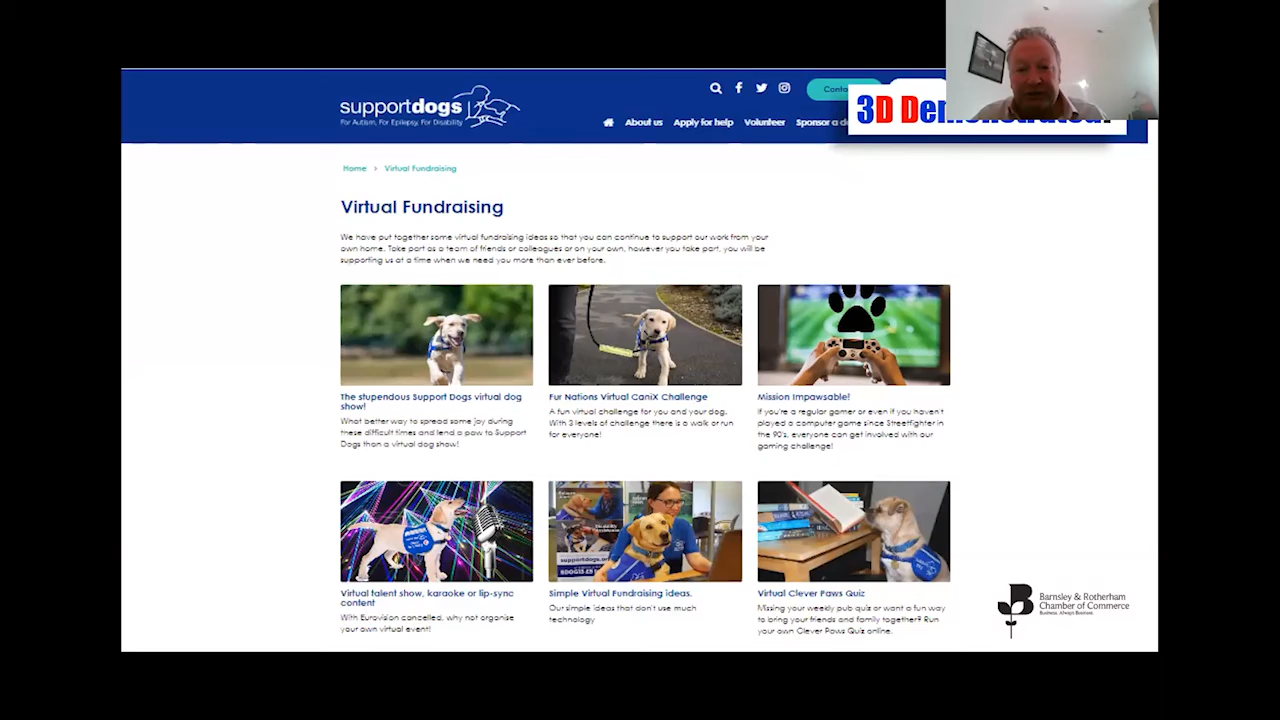 supportdogs
For Autism, For Epilepsy, For Disability
About us Apply for help Volunteer Sponsor a
3D Demonstrated!
Home > Virtual Fundraising
Virtual Fundraising
We have put together some virtual fundraising ideas so that you can continue to support our work from your
own home. Take part as a team of friends or colleagues or on your own, however you take part, you will be
supporting us at a time when we need you more than ever before.
The stupendous Support Dogs virtual dog
show!
What better way to spread some joy during
these difficult times and lend a paw to Support
Dogs than a virtual dog show!
Fur Nations Virtual CaniX Challenge
A fun virtual challenge for you and your dog.
With 3 levels of challenge there is a walk or run
for everyone!
Mission Impawsable!
If you're a regular gamer or even if you haven't
played a computer game since Streetfighter in
the 90's, everyone can get involved with our
gaming challenge!
Virtual talent show, karaoke or lip-sync
content
With Eurovision cancelled, why not organise
your own virtual event!
supportdogs.or
Simple Virtual Fundraising ideas.
Our simple ideas that don't use much
technology
Virtual Clever Paws Quiz
Missing your weekly pub quiz or want a fun way
to bring your friends and family together? Run
your own Clever Paws Quiz online.
Barnsley & Rotherham
Chamber of Commerce
Business. Always Business.